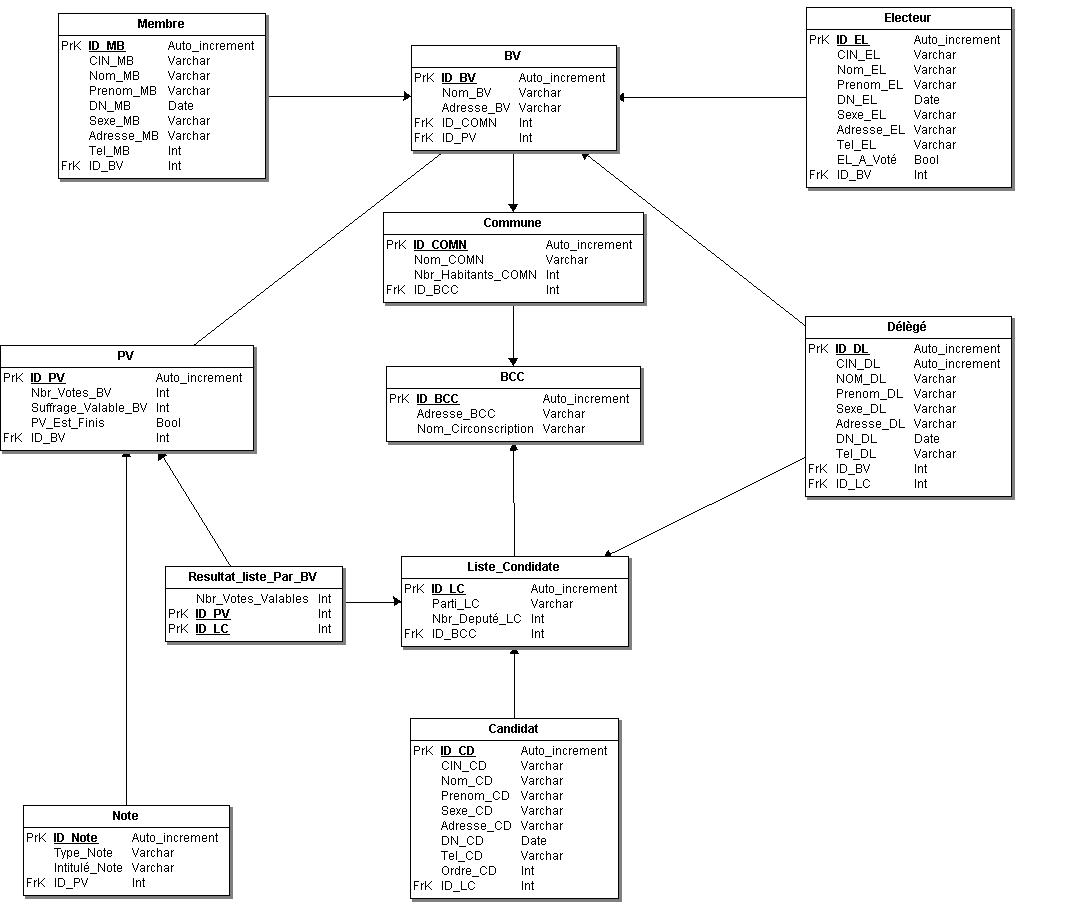 Membre
PrK ID_MB Auto_increment
CIN_MB Varchar
Nom_MB Varchar
Prenom_MB Varchar
DN_MB Date
Sexe_MB Varchar
Adresse_MB Varchar
Tel_MB Int
FrK ID_BV Int
BV
PrK ID_BV Auto_increment
Nom_BV Varchar
Adresse_BV Varchar
FrK ID_COMN Int
FrK ID_PV Int
Electeur
PrK ID_EL Auto_increment
CIN_EL Varchar
Nom_EL Varchar
Prenom_EL Varchar
DN_EL Date
Sexe_EL Varchar
Adresse_EL Varchar
Tel_EL Varchar
EL_A_Voté Bool
FrK ID_BV Int
Commune
PrK ID_COMN Auto_increment
Nom_COMN Varchar
Nbr_Habitants_COMN Int
FrK ID_BCC Int
PV
PrK ID_PV Auto_increment
Nbr_Votes_BV Int
Suffrage_Valable_BV Int
PV_Est_Finis Bool
FrK ID_BV Int
BCC
PrK ID_BCC Auto_increment
Adresse_BCC Varchar
Nom_Circonscription Varchar
Délègé
PrK ID_DL Auto_increment
CIN_DL Auto_increment
NOM_DL Varchar
Prenom_DL Varchar
Sexe_DL Varchar
Adresse_DL Varchar
DN_DL Date
Tel_DL Varchar
FrK ID_BV Int
FrK ID_LC Int
Resultat_liste_Par_BV
Nbr_Votes_Valables Int
PrK ID_PV Int
PrK ID_LC Int
Liste_Condidate
PrK ID_LC Auto_increment
Parti_LC Varchar
Nbr_Deputé_LC Int
FrK ID_BCC Int
Candidat
PrK ID_CD Auto_increment
CIN_CD Varchar
Nom_CD Varchar
Prenom_CD Varchar
Sexe_CD Varchar
Adresse_CD Varchar
DN_CD Date
Tel_CD Varchar
Ordre_CD Int
FrK ID_LC Int
Note
PrK ID_Note Auto_increment
Type_Note Varchar
Intitulé_Note Varchar
FrK ID_PV Int